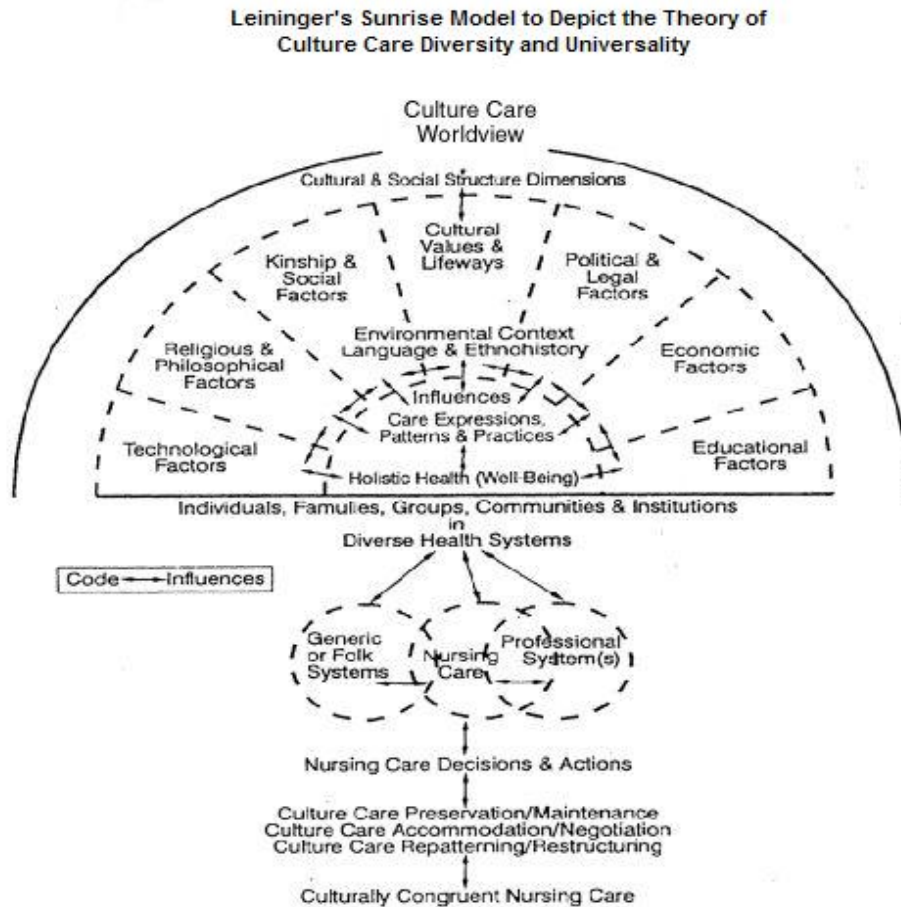 Leininger's Sunrise Model to Depict the Theory of
Culture Care Diversity and Universality
Culture Care
Worldview
Cultural & Social Structure Dimensions
Cultural
Values &
Lifeways
Kinship &
Social
Factors
Political &
Legal
Factors
Religious &
Philosophical
Factors
Economic
Factors
Technological
Factors
Educational
Factors
Environmental Context
Language & Ethnohistory
Influences
Care Expressions,
Patterns & Practices
Holistic Health (Well-Being)
Individuals, Families, Groups, Communities & Institutions
in
Diverse Health Systems
Code Influences
Generic
or Folk
Systems
Nursing
Care
Professional
System(s)
Nursing Care Decisions & Actions
Culture Care Preservation/Maintenance
Culture Care Accommodation/Negotiation
Culture Care Repatterning/Restructuring
Culturally Congruent Nursing Care